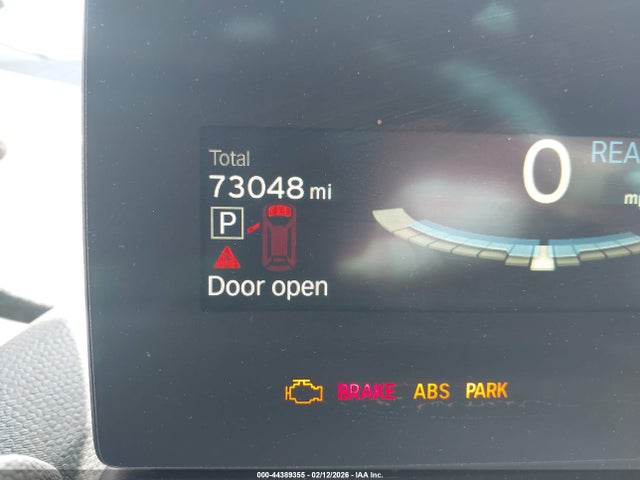 Total
73048 mi
0 REA
P
Door open
BRAKE ABS PARK
000-44389355 - 02/12/2026 - IAA Inc.